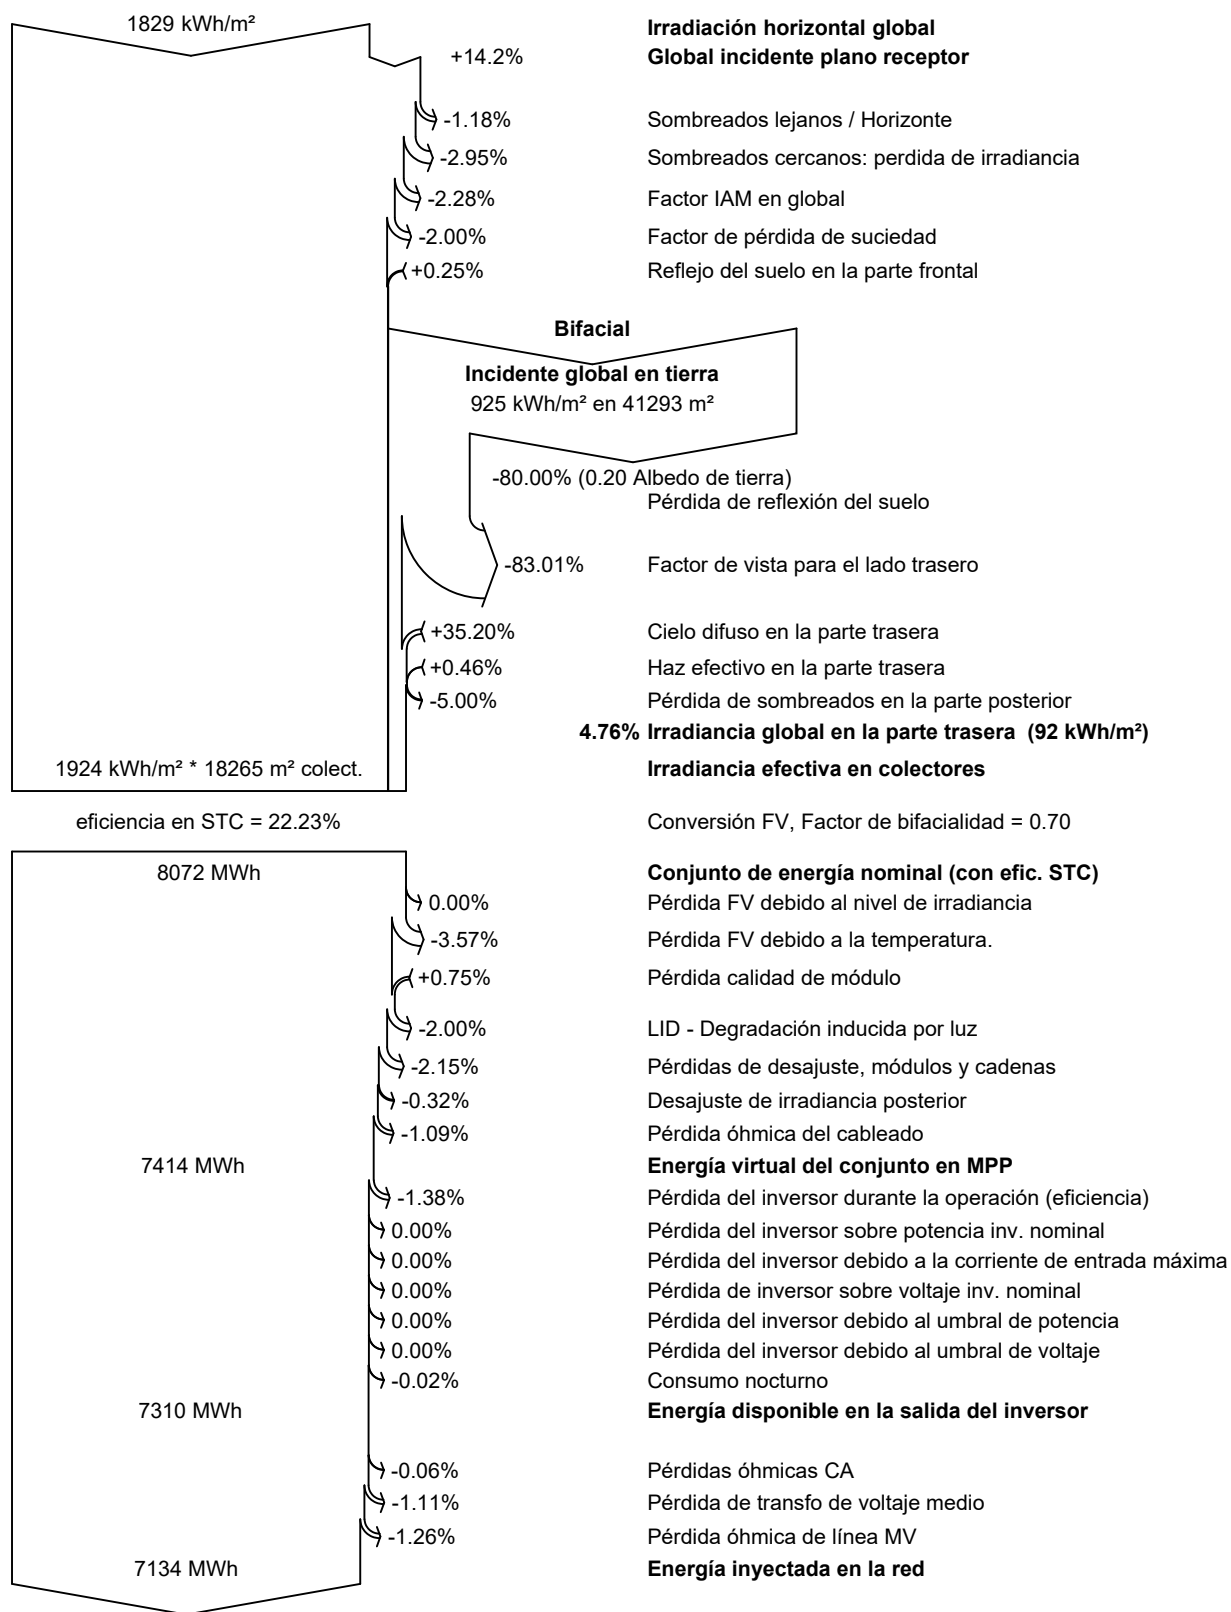 1829 kWh/m² Irradiación horizontal global
+14.2% Global incidente plano receptor
-1.18% Sombreados lejanos / Horizonte
-2.95% Sombreados cercanos: perdida de irradiancia
-2.28% Factor IAM en global
-2.00% Factor de pérdida de suciedad
+0.25% Reflejo del suelo en la parte frontal
Bifacial
Incidente global en tierra
925 kWh/m² en 41293 m²
-80.00% (0.20 Albedo de tierra)
Pérdida de reflexión del suelo
-83.01% Factor de vista para el lado trasero
+35.20% Cielo difuso en la parte trasera
+0.46% Haz efectivo en la parte trasera
-5.00% Pérdida de sombreados en la parte posterior
4.76% Irradiancia global en la parte trasera (92 kWh/m²)
1924 kWh/m² * 18265 m² colect. Irradiancia efectiva en colectores
eficiencia en STC = 22.23% Conversión FV, Factor de bifacialidad = 0.70
8072 MWh Conjunto de energía nominal (con efic. STC)
0.00% Pérdida FV debido al nivel de irradiancia
-3.57% Pérdida FV debido a la temperatura.
+0.75% Pérdida calidad de módulo
-2.00% LID - Degradación inducida por luz
-2.15% Pérdidas de desajuste, módulos y cadenas
-0.32% Desajuste de irradiancia posterior
-1.09% Pérdida óhmica del cableado
7414 MWh Energía virtual del conjunto en MPP
-1.38% Pérdida del inversor durante la operación (eficiencia)
0.00% Pérdida del inversor sobre potencia inv. nominal
0.00% Pérdida del inversor debido a la corriente de entrada máxima
0.00% Pérdida de inversor sobre voltaje inv. nominal
0.00% Pérdida del inversor debido al umbral de potencia
0.00% Pérdida del inversor debido al umbral de voltaje
-0.02% Consumo nocturno
7310 MWh Energía disponible en la salida del inversor
-0.06% Pérdidas óhmicas CA
-1.11% Pérdida de transfo de voltaje medio
-1.26% Pérdida óhmica de línea MV
7134 MWh Energía inyectada en la red